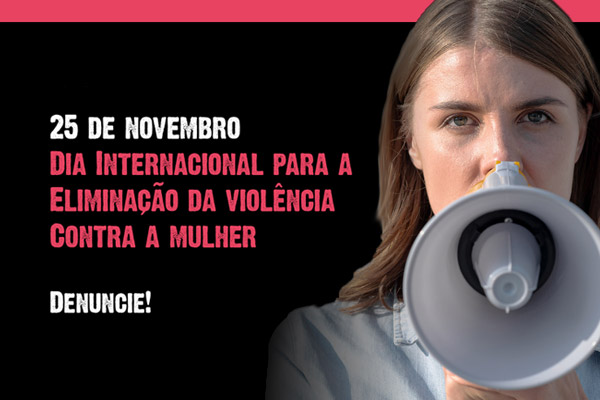 25 DE NOVEMBRO
DIA INTERNACIONAL PARA A
ELIMINAÇÃO DA VIOLÊNCIA
CONTRA A MULHER
DENUNCIE!